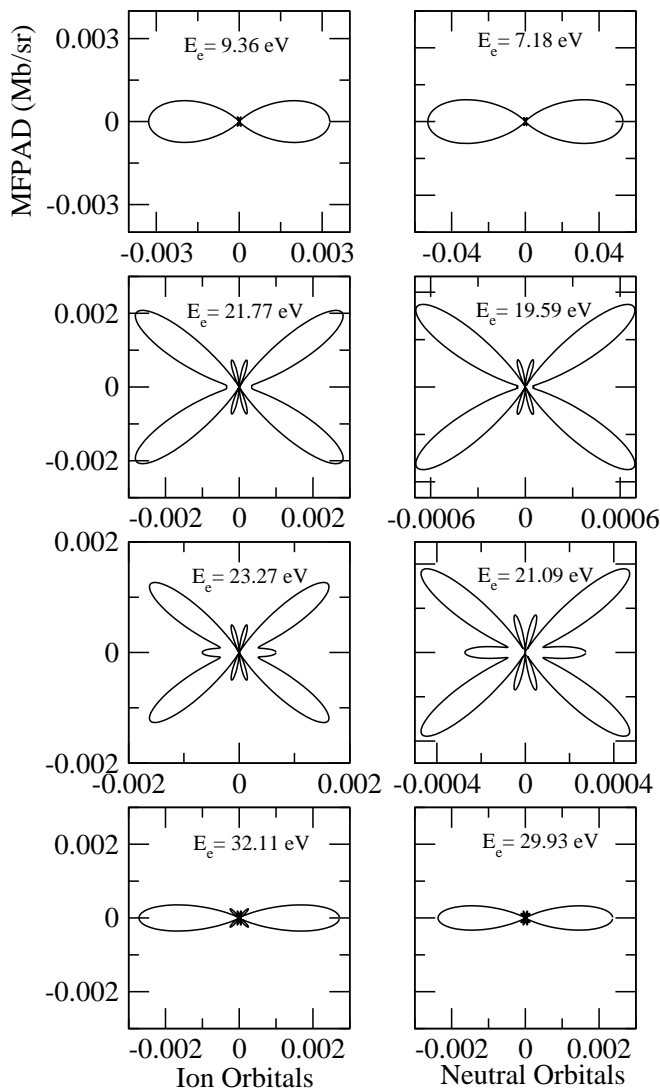 MFPAD (Mb/sr)
0.003
0
-0.003
E_e= 9.36 eV
-0.003 0 0.003
E_e= 7.18 eV
-0.04 0 0.04
0.002
0
-0.002
E_e= 21.77 eV
-0.002 0 0.002
E_e= 19.59 eV
-0.0006 0 0.0006
0.002
0
-0.002
E_e= 23.27 eV
-0.002 0 0.002
E_e= 21.09 eV
-0.0004 0 0.0004
0.002
0
-0.002
E_e= 32.11 eV
-0.002 0 0.002
E_e= 29.93 eV
-0.002 0 0.002
Ion Orbitals
Neutral Orbitals